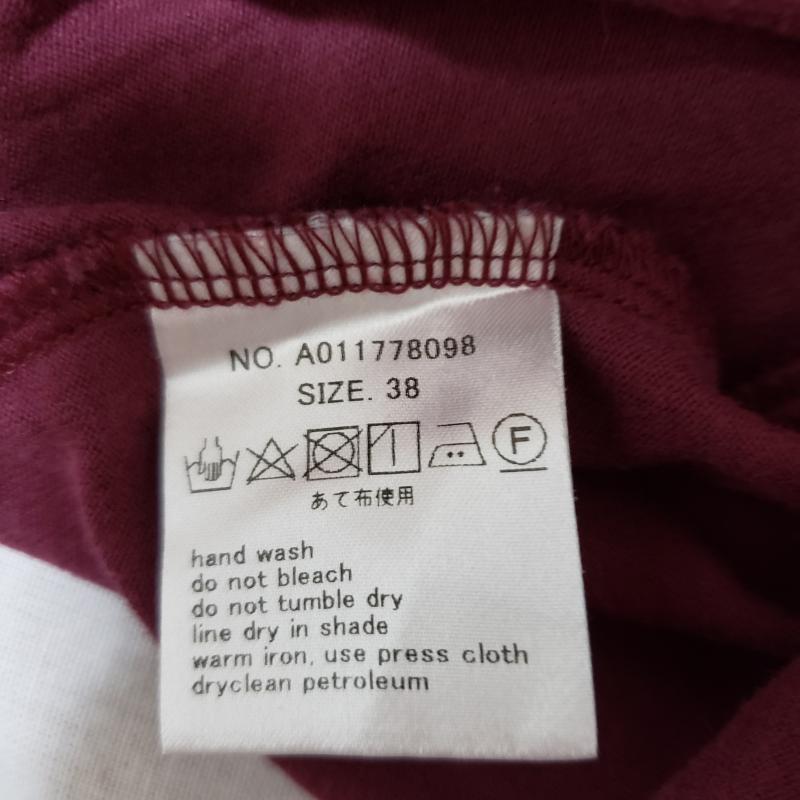 NO. A011778098
SIZE. 38
F
あて布使用
hand wash
do not bleach
do not tumble dry
line dry in shade
warm iron, use press cloth
dryclean petroleum